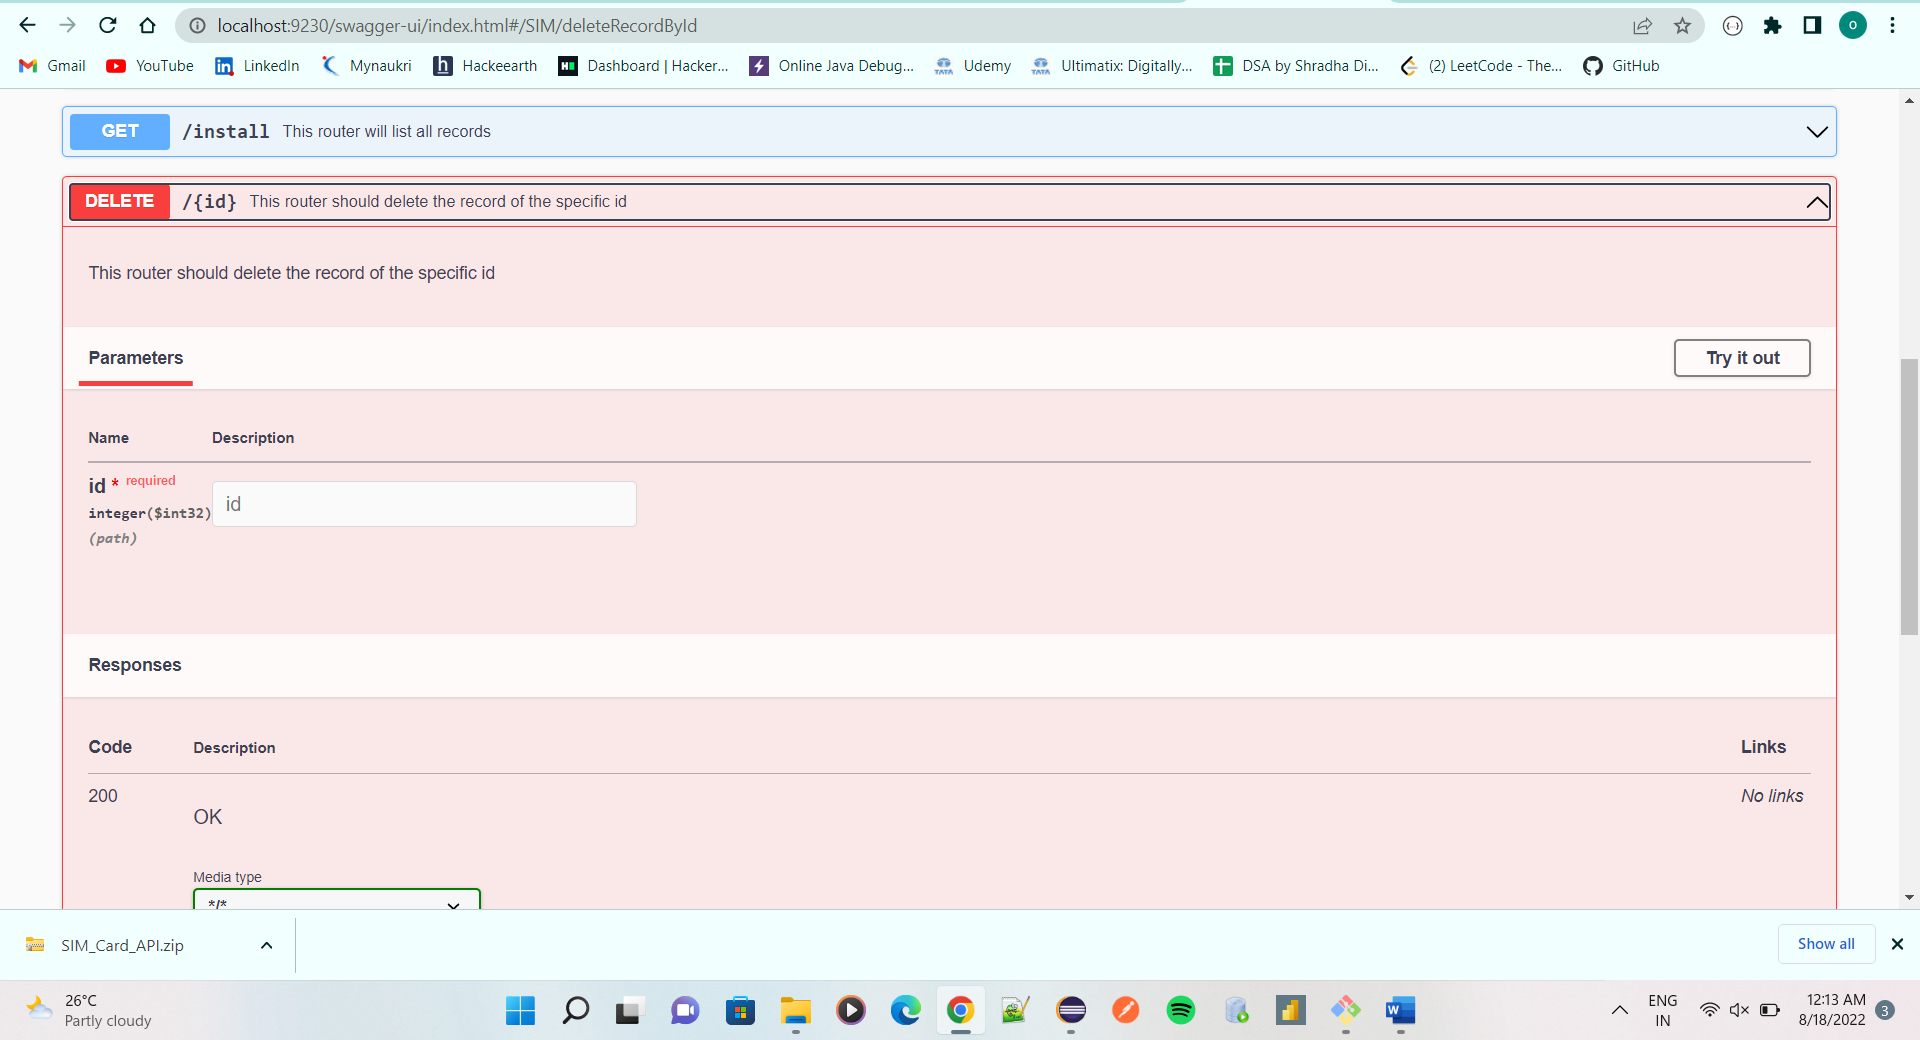 localhost:9230/swagger-ui/index.html#/SIM/deleteRecordById
O
Gmail YouTube LinkedIn Mynaukri h Hackeearth H Dashboard | Hacker... Online Java Debug... TATA Udemy TATA Ultimatix: Digitally... DSA by Shradha Di... (2) LeetCode - The... GitHub
GET /install This router will list all records
DELETE /{id} This router should delete the record of the specific id
This router should delete the record of the specific id
Parameters Try it out
Name Description
id * required
integer($int32)
(path)
id
Responses
Code Description Links
200 No links
OK
Media type
*/*
SIM_Card_API.zip Show all
26°C
Partly cloudy
ENG
IN
12:13 AM
8/18/2022
3